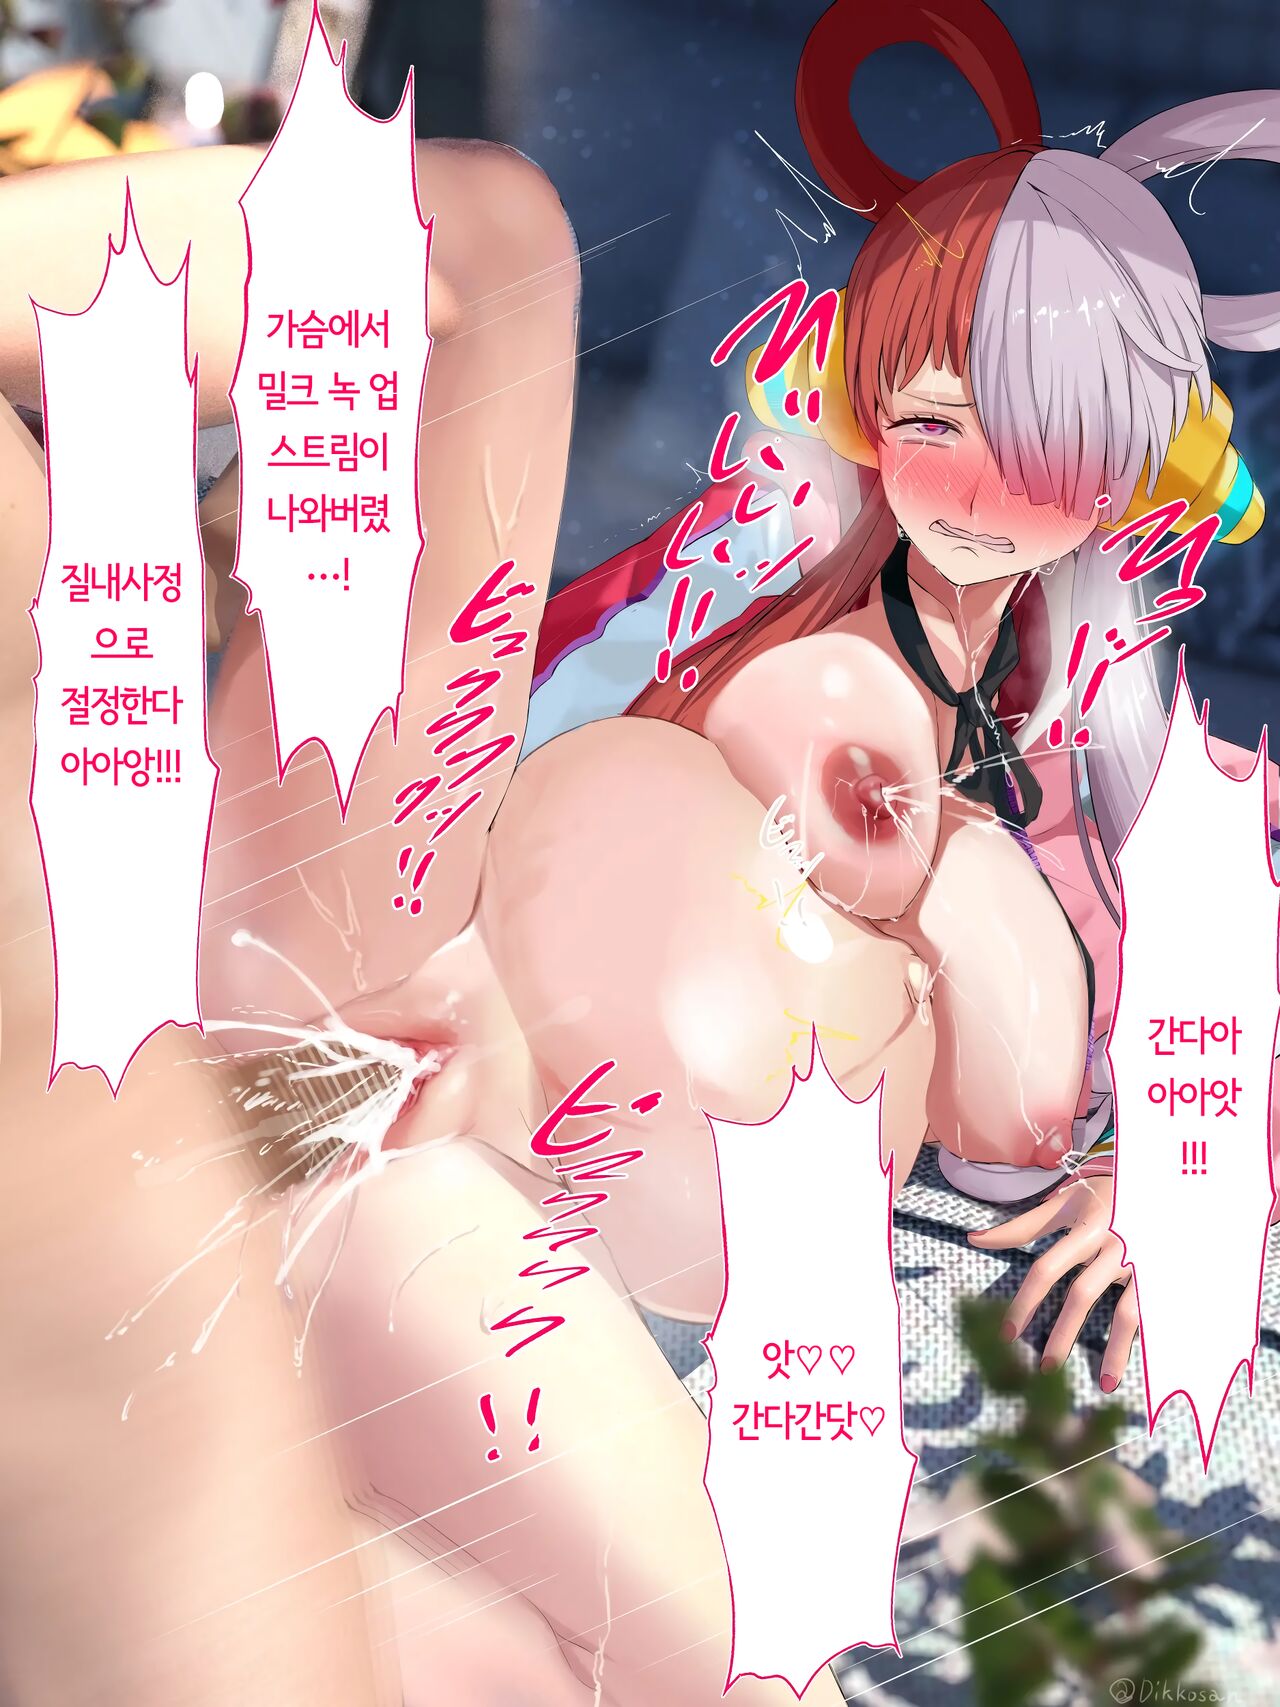 가슴에서
밀크 녹 업
스트림이
나와버렸
…!
질내사정
으로
절정한다
아아앙!!!
간다아
아아앗
!!!
앗♡♡
간다간닷♡
@Dikkosan